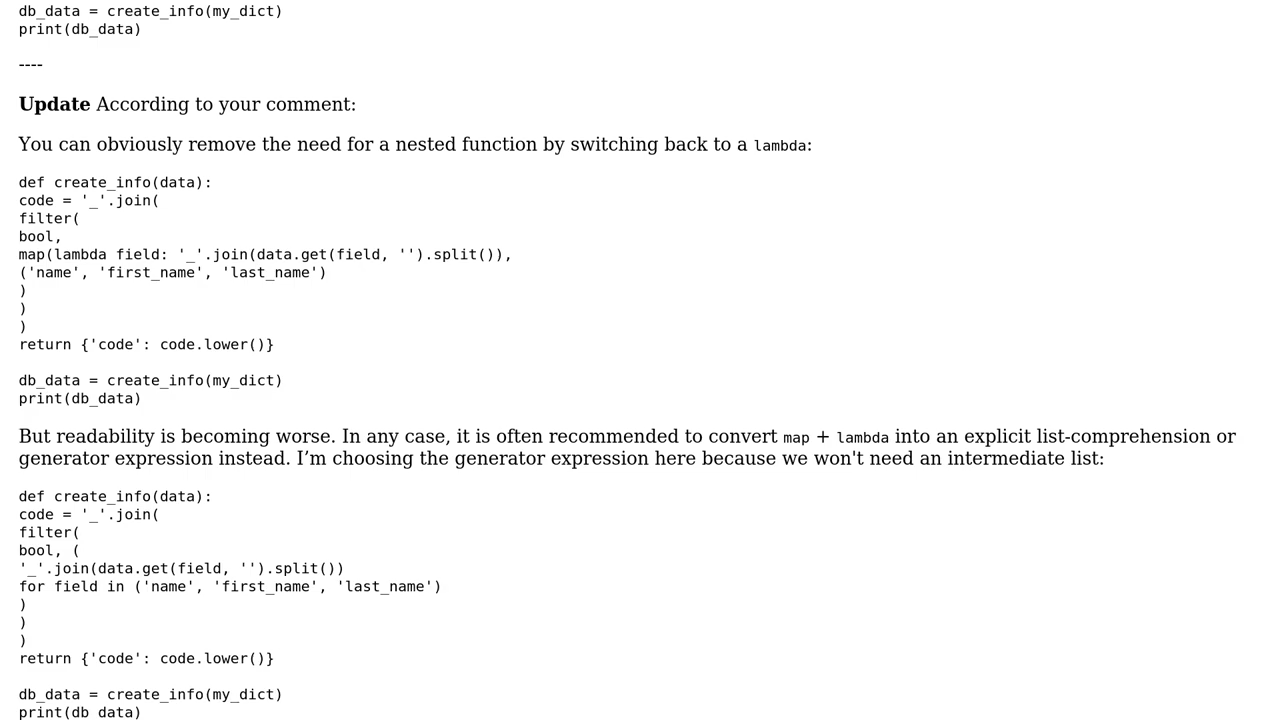 db_data = create_info(my_dict)
print(db_data)
----
Update According to your comment:
You can obviously remove the need for a nested function by switching back to a lambda:
def create_info(data):
code = '_'.join(
filter(
bool,
map(lambda field: '_'.join(data.get(field, '').split()),
('name', 'first_name', 'last_name')
)
)
)
return {'code': code.lower()}
db_data = create_info(my_dict)
print(db_data)
But readability is becoming worse. In any case, it is often recommended to convert map + lambda into an explicit list-comprehension or
generator expression instead. I’m choosing the generator expression here because we won't need an intermediate list:
def create_info(data):
code = '_'.join(
filter(
bool, (
'_'.join(data.get(field, '').split())
for field in ('name', 'first_name', 'last_name')
)
)
)
return {'code': code.lower()}
db_data = create_info(my_dict)
print(db_data)